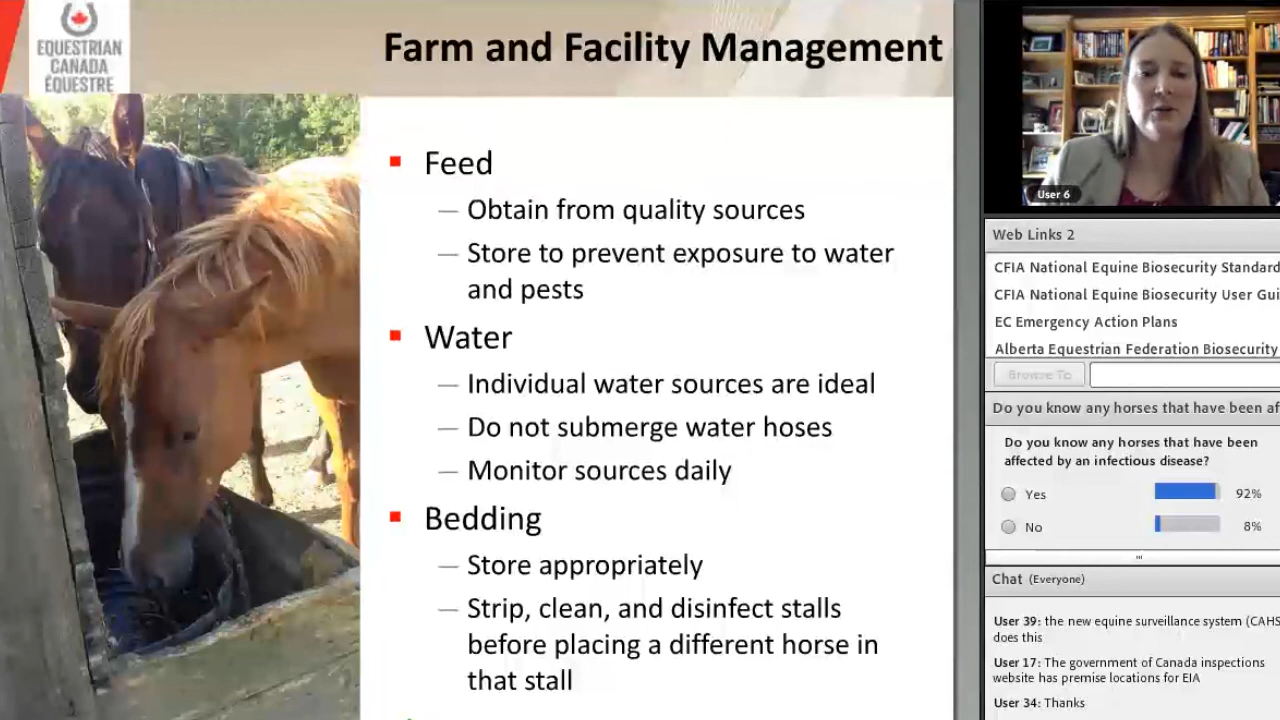 EQUESTRIAN
CANADA
ÉQUESTRE
Farm and Facility Management
Feed
— Obtain from quality sources
— Store to prevent exposure to water
and pests
Water
— Individual water sources are ideal
— Do not submerge water hoses
— Monitor sources daily
Bedding
— Store appropriately
— Strip, clean, and disinfect stalls
before placing a different horse in
that stall
User 6
Web Links 2
CFIA National Equine Biosecurity Standard
CFIA National Equine Biosecurity User Gui
EC Emergency Action Plans
Alberta Equestrian Federation Biosecurity
Browse To
Do you know any horses that have been af
Do you know any horses that have been
affected by an infectious disease?
Yes 92%
No 8%
Chat (Everyone)
User 39: the new equine surveillance system (CAHS
does this
User 17: The government of Canada inspections
website has premise locations for EIA
User 34: Thanks